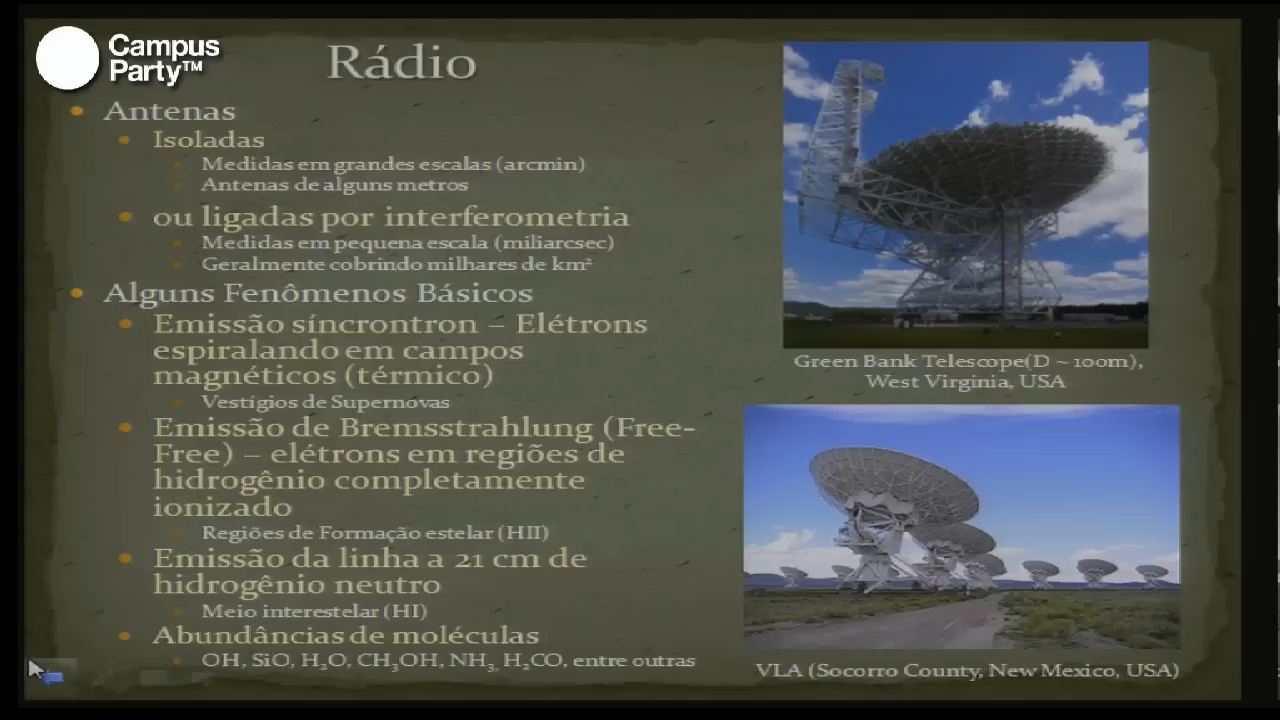 Campus
Party™
Rádio
Antenas
Isoladas
Medidas em grandes escalas (arcmin)
Antenas de alguns metros
ou ligadas por interferometria
Medidas em pequena escala (miliarcsec)
Geralmente cobrindo milhares de km²
Alguns Fenômenos Básicos
Emissão síncrontron – Elétrons
espiralando em campos
magnéticos (térmico)
Vestígios de Supernovas
Emissão de Bremsstrahlung (Free-
Free) – elétrons em regiões de
hidrogênio completamente
ionizado
Regiões de Formação estelar (HII)
Emissão da linha a 21 cm de
hidrogênio neutro
Meio interestelar (HI)
Abundâncias de moléculas
OH, SiO, H₂O, CH₃OH, NH₃, H₂CO, entre outras
Green Bank Telescope(D ~ 100m),
West Virginia, USA
VLA (Socorro County, New Mexico, USA)